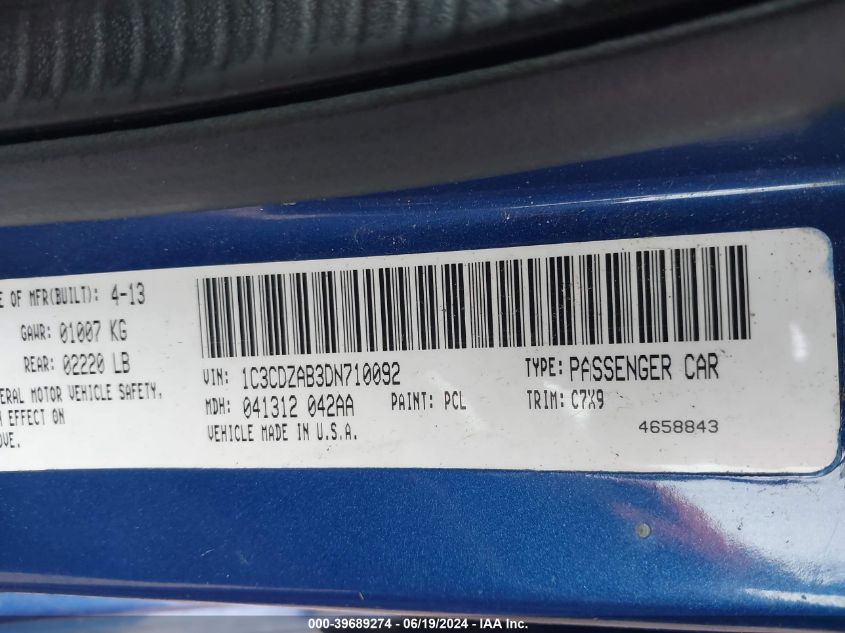 E OF MFR(BUILT): 4-13
GAWR: 01007 KG
REAR: 02220 LB
MOTOR VEHICLE SAFETY,
EFFECT ON
VIN: 1C3CDZAB3DN710092
TYPE: PASSENGER CAR
MDH: 041312 042AA
PAINT: PCL
TRIM: C7X9
VEHICLE MADE IN U.S.A.
4658843
000-39689274 - 06/19/2024 - IAA Inc.